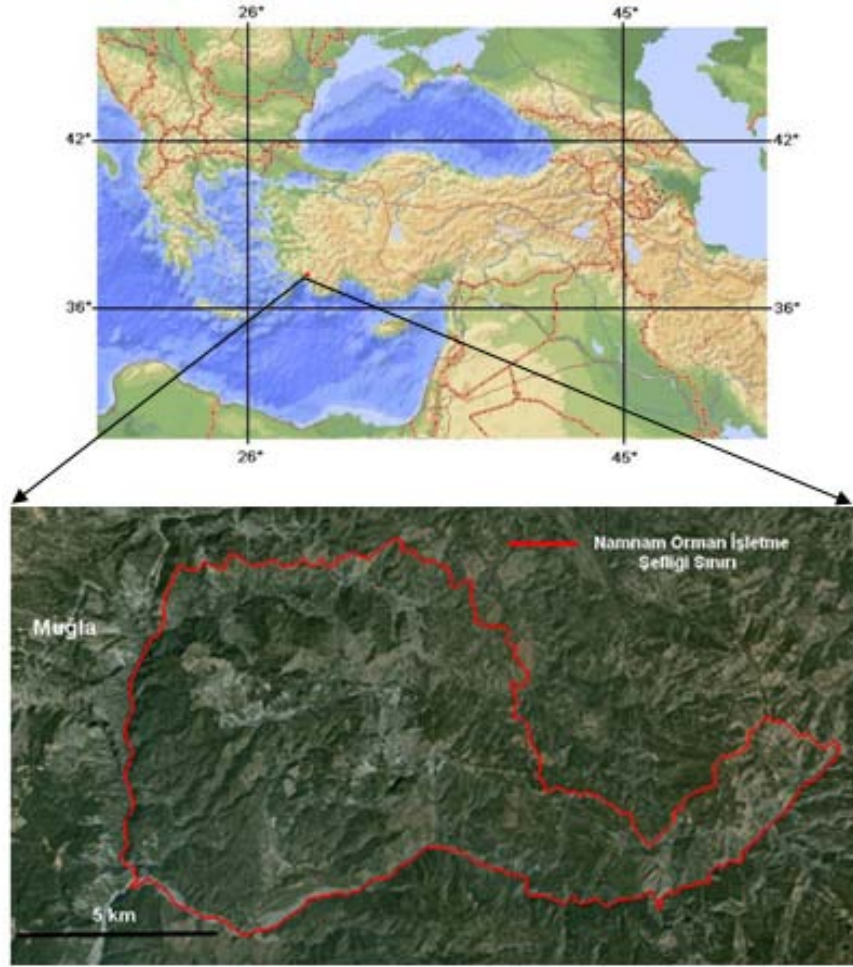 26° 45°
42° 42°
36° 36°
26° 45°
Namnam Orman İşletme
Şefliği Sınırı
Muğla
5 km